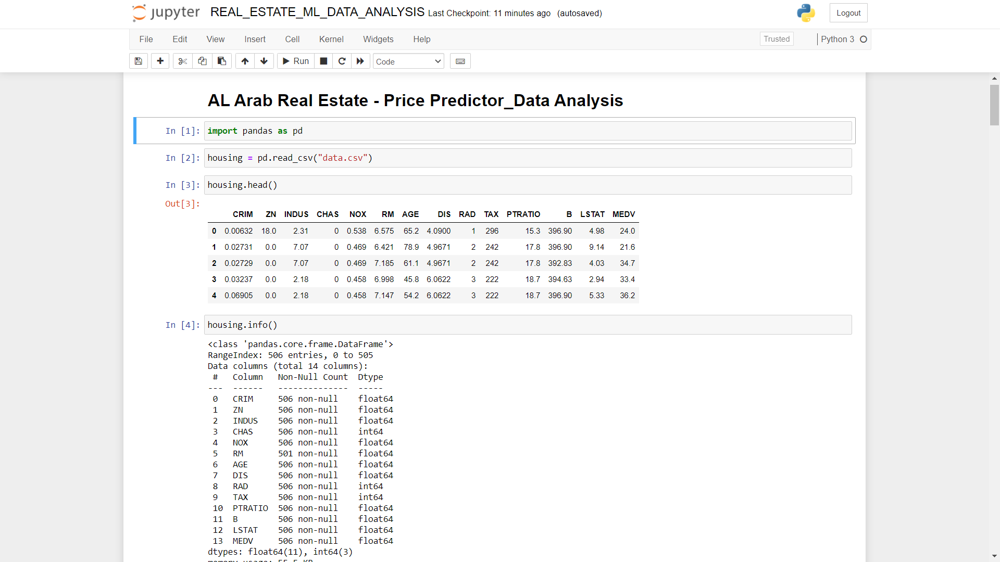 jupyter REAL_ESTATE_ML_DATA_ANALYSIS Last Checkpoint: 11 minutes ago (autosaved) Logout
File Edit View Insert Cell Kernel Widgets Help Trusted Python 3
Run Code
AL Arab Real Estate - Price Predictor_Data Analysis
In [1]: import pandas as pd
In [2]: housing = pd.read_csv("data.csv")
In [3]: housing.head()
Out[3]:
CRIM ZN INDUS CHAS NOX RM AGE DIS RAD TAX PTRATIO B LSTAT MEDV
0 0.00632 18.0 2.31 0 0.538 6.575 65.2 4.0900 1 296 15.3 396.90 4.98 24.0
1 0.02731 0.0 7.07 0 0.469 6.421 78.9 4.9671 2 242 17.8 396.90 9.14 21.6
2 0.02729 0.0 7.07 0 0.469 7.185 61.1 4.9671 2 242 17.8 392.83 4.03 34.7
3 0.03237 0.0 2.18 0 0.458 6.998 45.8 6.0622 3 222 18.7 394.63 2.94 33.4
4 0.06905 0.0 2.18 0 0.458 7.147 54.2 6.0622 3 222 18.7 396.90 5.33 36.2
In [4]: housing.info()
<class 'pandas.core.frame.DataFrame'>
RangeIndex: 506 entries, 0 to 505
Data columns (total 14 columns):
# Column Non-Null Count Dtype
--- ------ -------------- -----
0 CRIM 506 non-null float64
1 ZN 506 non-null float64
2 INDUS 506 non-null float64
3 CHAS 506 non-null int64
4 NOX 506 non-null float64
5 RM 501 non-null float64
6 AGE 506 non-null float64
7 DIS 506 non-null float64
8 RAD 506 non-null int64
9 TAX 506 non-null int64
10 PTRATIO 506 non-null float64
11 B 506 non-null float64
12 LSTAT 506 non-null float64
13 MEDV 506 non-null float64
dtypes: float64(11), int64(3)
memory usage: 55.5 KB